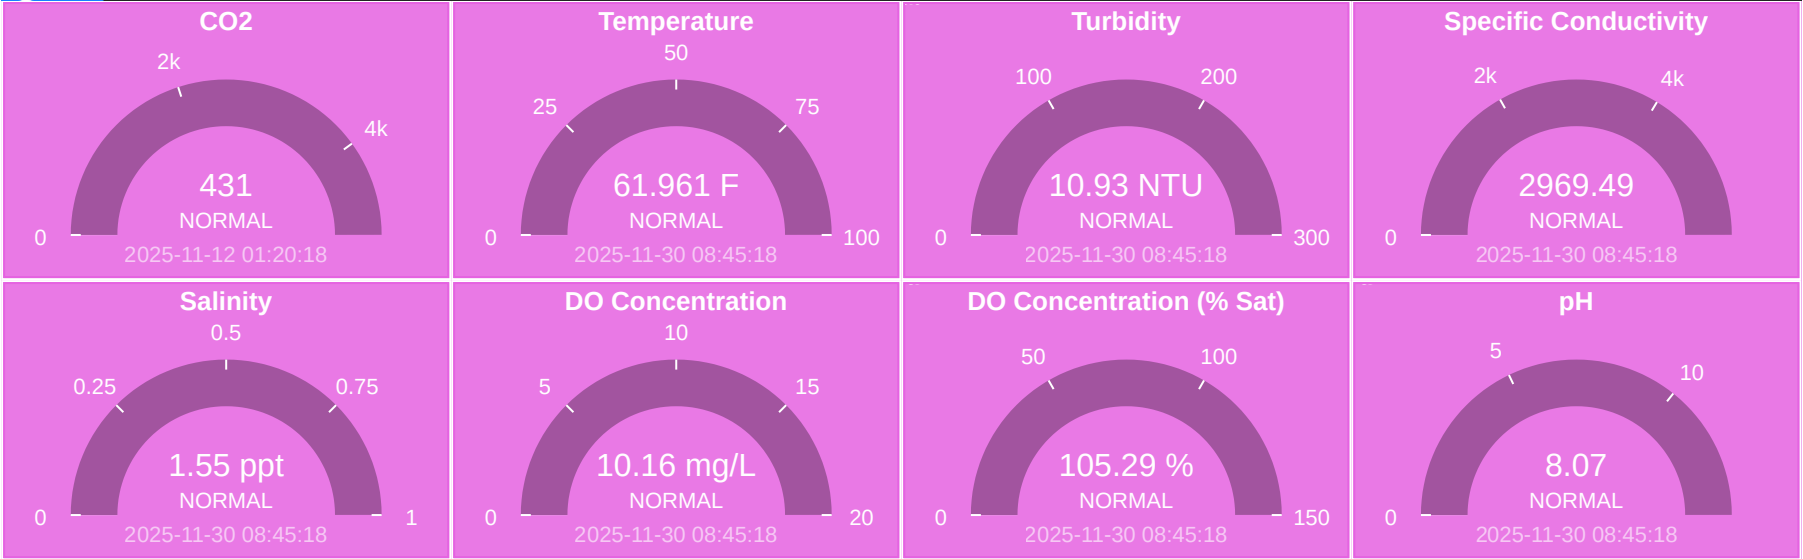 CO2
2k
4k
0
431
NORMAL
2025-11-12 01:20:18
Temperature
50
25
75
0
100
61.961 F
NORMAL
2025-11-30 08:45:18
Turbidity
100
200
0
300
10.93 NTU
NORMAL
2025-11-30 08:45:18
Specific Conductivity
2k
4k
0
2969.49
NORMAL
2025-11-30 08:45:18
Salinity
0.5
0.25
0.75
0
1
1.55 ppt
NORMAL
2025-11-30 08:45:18
DO Concentration
10
5
15
0
20
10.16 mg/L
NORMAL
2025-11-30 08:45:18
DO Concentration (% Sat)
50
100
0
150
105.29 %
NORMAL
2025-11-30 08:45:18
pH
5
10
0
8.07
NORMAL
2025-11-30 08:45:18